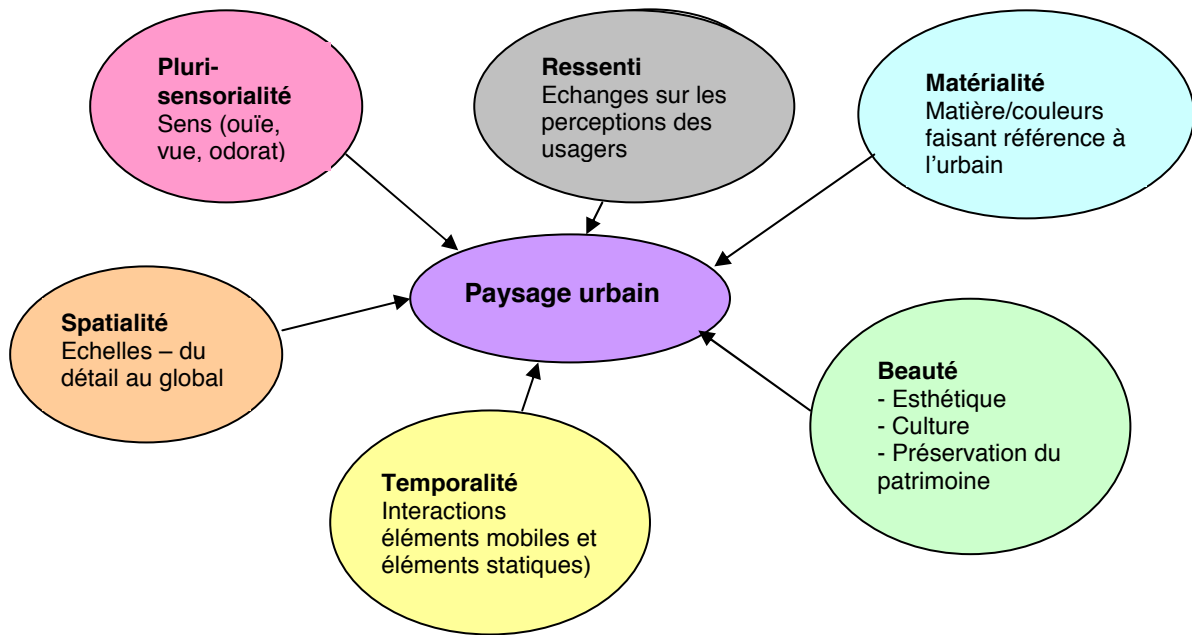 Pluri-
sensorialité
Sens (ouïe,
vue, odorat)
Ressenti
Echanges sur les
perceptions des
usagers
Matérialité
Matière/couleurs
faisant référence à
l’urbain
Paysage urbain
Spatialité
Echelles – du
détail au global
Beauté
- Esthétique
- Culture
- Préservation du
patrimoine
Temporalité
Interactions
éléments mobiles et
éléments statiques)